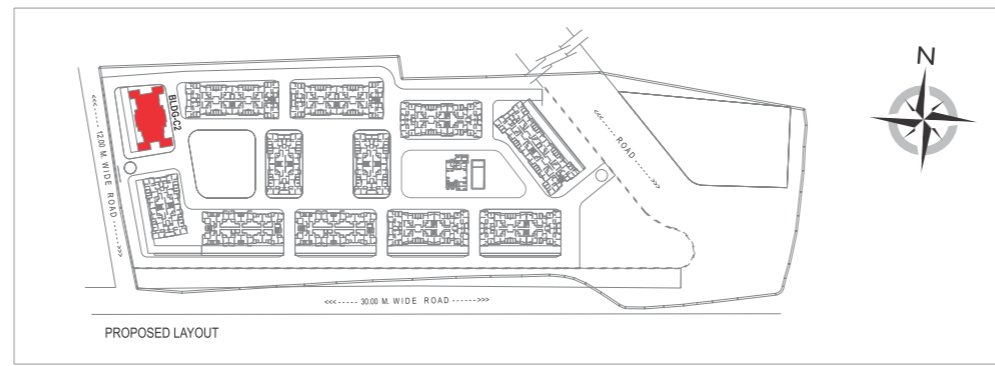 N
BLDG-C2
<<<----- 12.00 M. WIDE ROAD ----->>>
<<<----- ROAD ----->>>
<<<----- 30.00 M. WIDE ROAD ----->>>
PROPOSED LAYOUT